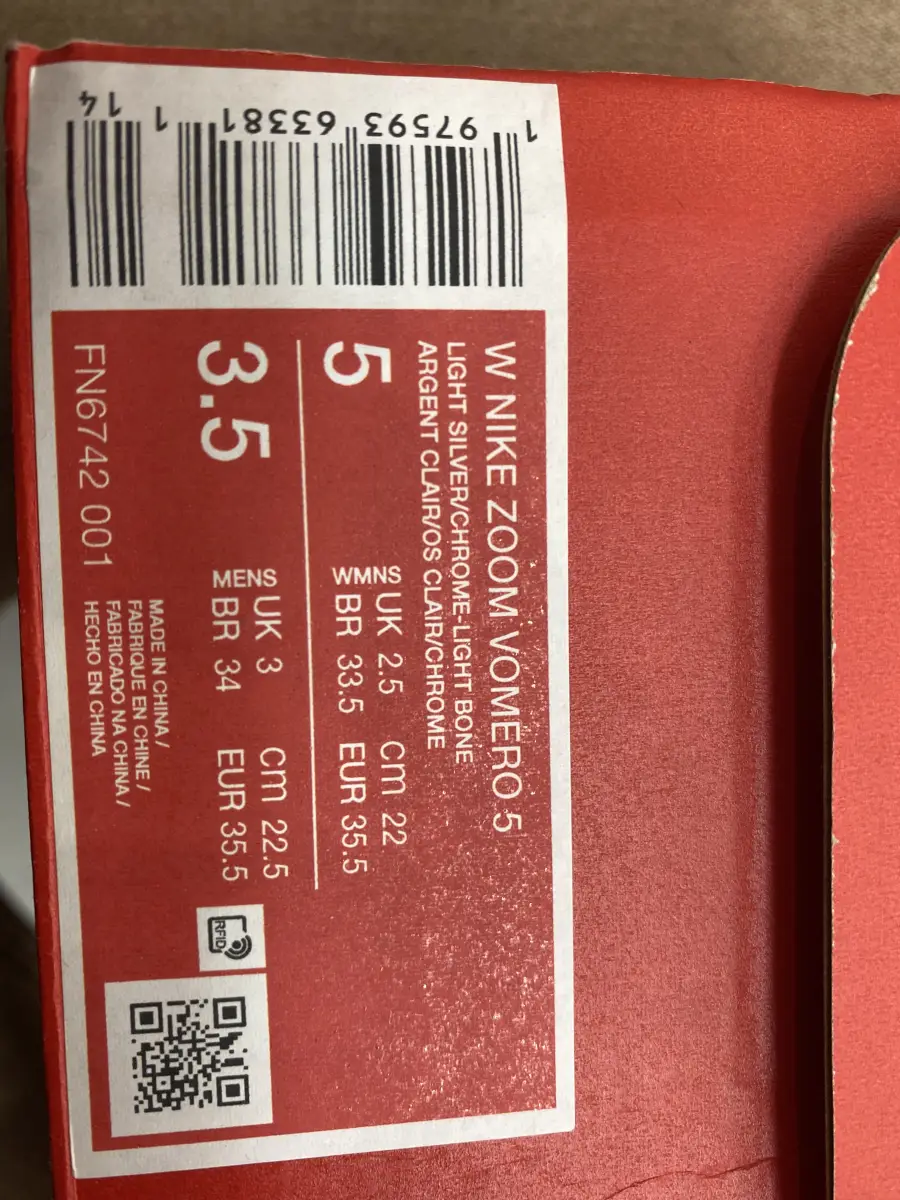 W NIKE ZOOM VOMERO 5
LIGHT SILVER/CHROME-LIGHT BONE
ARGENT CLAIR/OS CLAIR/CHROME
5
WMNS
UK 2.5 cm 22
BR 33.5 EUR 35.5
3.5
MENS
UK 3 cm 22.5
BR 34 EUR 35.5
FN6742 001
MADE IN CHINA/
FABRIQUE EN CHINE/
FABRICADO NA CHINA/
HECHO EN CHINA
RFID
1 97593 63381 1 14